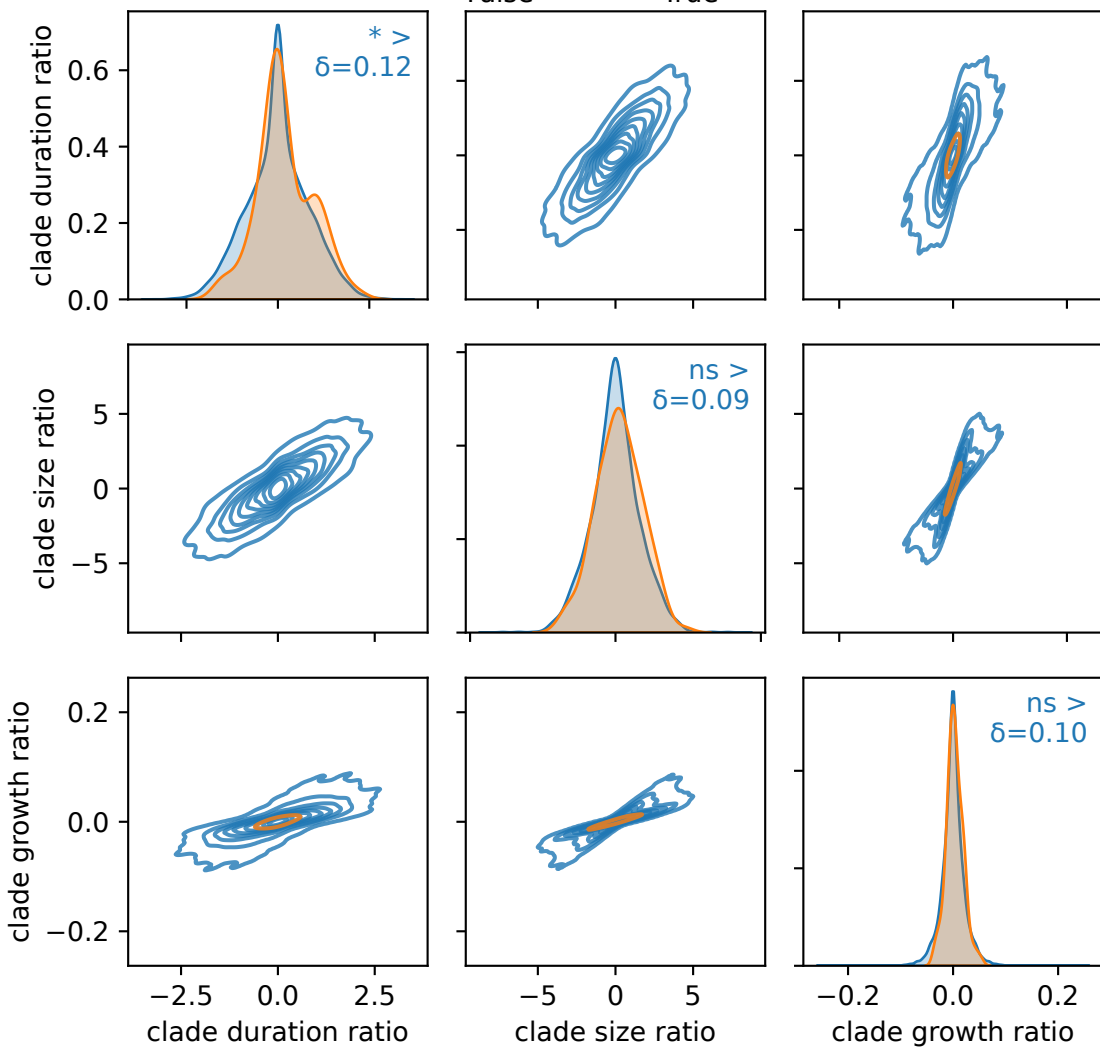 True
* >
δ=0.12
clade duration ratio
0.6
0.4
0.2
0.0
ns >
δ=0.09
clade size ratio
5
0
−5
ns >
δ=0.10
clade growth ratio
0.2
0.0
−0.2
−2.5 0.0 2.5
−5 0 5
−0.2 0.0 0.2
clade duration ratio
clade size ratio
clade growth ratio